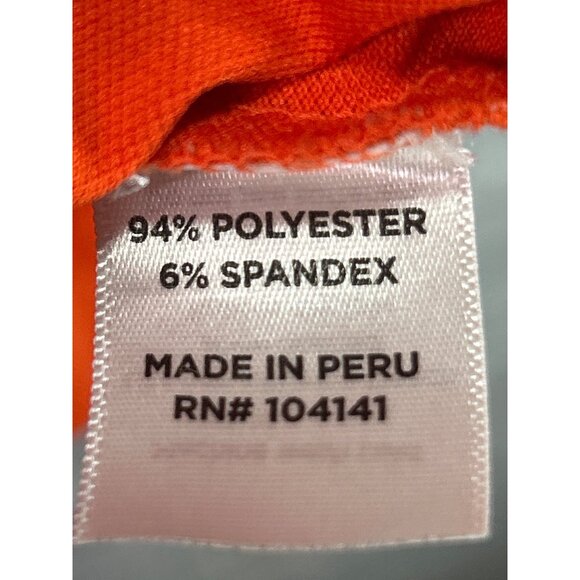 94% POLYESTER
6% SPANDEX
MADE IN PERU
RN# 104141